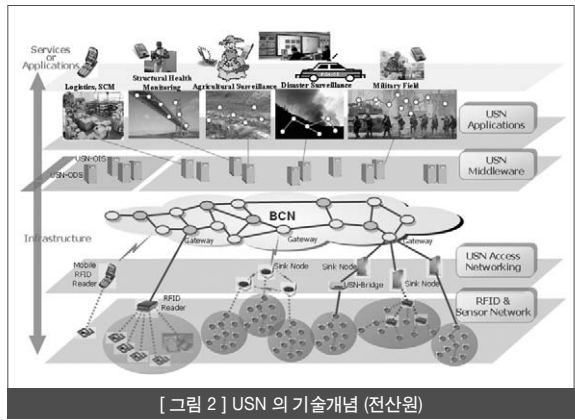 Services
or
Applications
Structural Health
Monitoring
Logistics, SCM
Agricultural Surveillance
Disaster Surveillance
Military Field
POLICE
USN
Applications
USN-OIS
USN-ODS
USN
Middleware
BCN
Infrastructure
Gateway
Gateway
Gateway
Mobile
RFID
Reader
Sink Node
Sink Node
Sink Node
USN-Bridge
USN Access
Networking
RFID
Reader
RFID &
Sensor Network
[ 그림 2 ] USN 의 기술개념 (전산원)